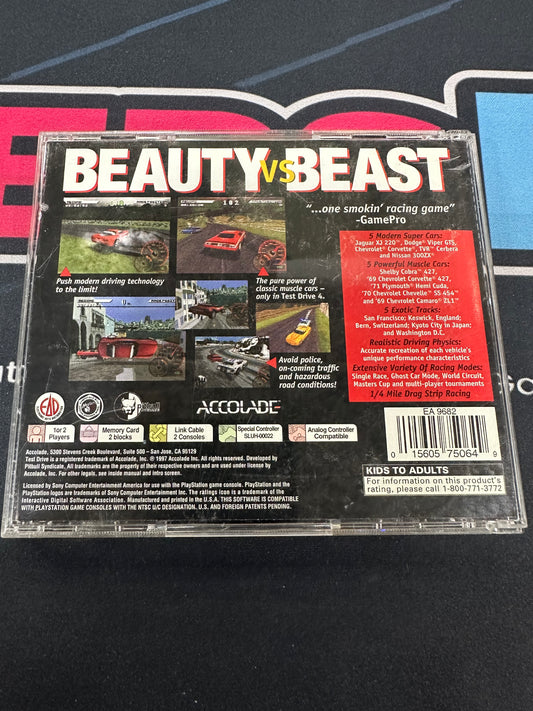 BEAUTY VS BEAST
"...one smokin' racing game"
-GamePro
Push modern driving technology
to the limit!
The pure power of
classic muscle cars –
only in Test Drive 4.
Avoid police,
on-coming traffic
and hazardous
road conditions!
5 Modern Super Cars:
Jaguar XJ 220™, Dodge® Viper GTS,
Chevrolet® Corvette®, TVR™ Cerbera
and Nissan 300ZX®
5 Powerful Muscle Cars:
Shelby Cobra™ 427,
'69 Chevrolet Corvette® 427,
'71 Plymouth® Hemi Cuda,
'70 Chevrolet Chevelle™ SS 454™
and '69 Chevrolet Camaro® ZL1™
5 Exotic Tracks:
San Francisco; Keswick, England;
Bern, Switzerland; Kyoto City in Japan;
and Washington D.C.
Realistic Driving Physics:
Accurate recreation of each vehicle's
unique performance characteristics
Extensive Variety of Racing Modes:
Single Race, Ghost Car Mode, World Circuit,
Masters Cup and multi-player tournaments
1/4 Mile Drag Strip Racing
EAD
Pitbull
ACCOLADE
1 or 2
Players
Memory Card
2 blocks
Link Cable
2 Consoles
Special Controller
SLUH-00022
Analog Controller
Compatible
EA 9682
0 15605 75064 9
Accolade, 5300 Stevens Creek Boulevard, Suite 500 – San Jose, CA 95129
Test Drive is a registered trademark of Accolade, Inc. ℗ 1997 Accolade Inc. All rights reserved. Developed by
Pitbull Syndicate, All trademarks are the property of their respective owners and are used under license for
Accolade, Inc. For other legals, see inside manual and intro screen.
Licensed by Sony Computer Entertainment America for use with the PlayStation game console. PlayStation and the
PlayStation logos are trademarks of Sony Computer Entertainment Inc. The ratings icon is a trademark of the
Interactive Digital Software Association. Manufactured and printed in the U.S.A. THIS SOFTWARE IS COMPATIBLE
WITH PLAYSTATION GAME CONSOLES WITH THE NTSC U/C DESIGNATION. U.S. AND FOREIGN PATENTS PENDING.
KIDS TO ADULTS
For information on this product's
rating, please call 1-800-771-3772